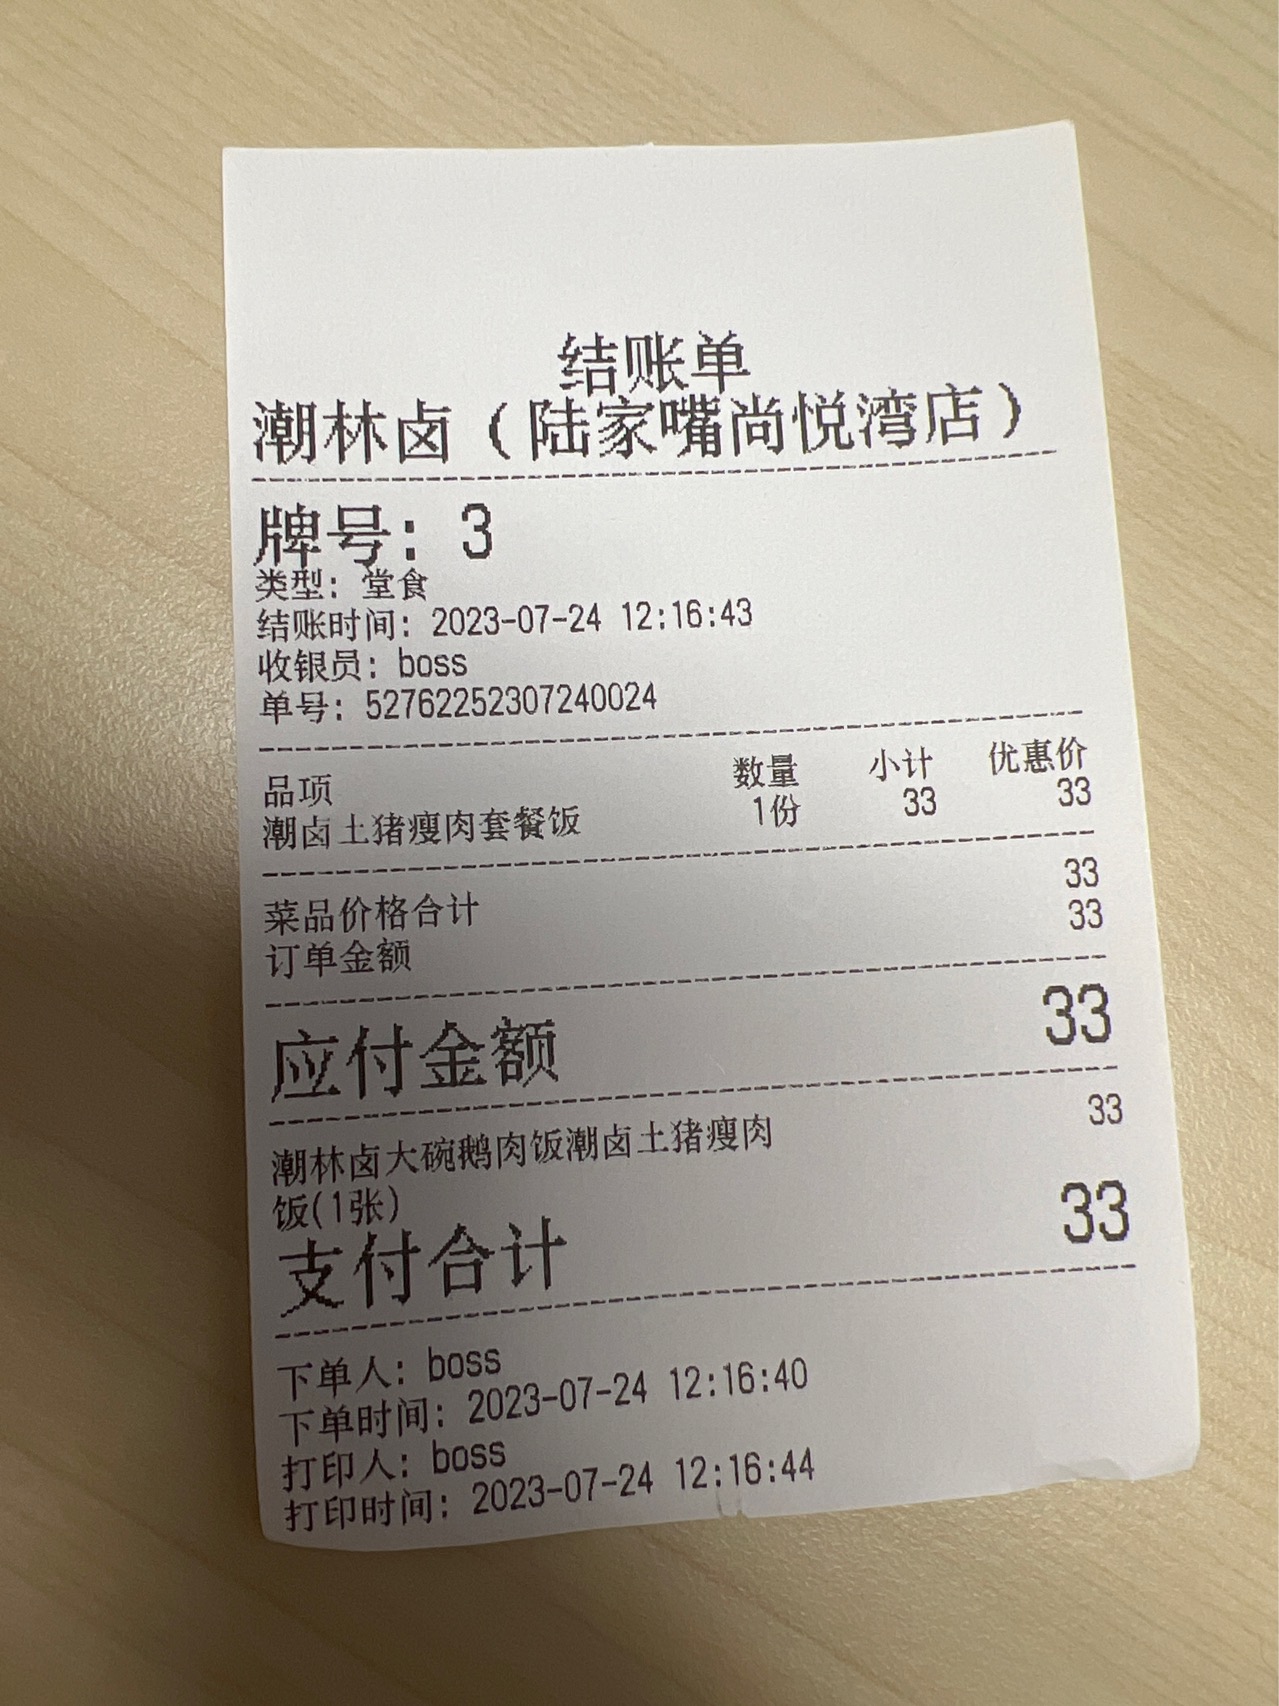 结账单
潮林卤（陆家嘴尚悦湾店）
牌号：3
类型：堂食
结账时间：2023-07-24 12:16:43
收银员：boss
单号：52762252307240024
品项 数量 小计 优惠价
潮卤土猪瘦肉套餐饭 1份 33 33
菜品价格合计 33
订单金额 33
应付金额 33
潮林卤大碗鹅肉饭潮卤土猪瘦肉 33
饭(1张)
支付合计 33
下单人：boss
下单时间：2023-07-24 12:16:40
打印人：boss
打印时间：2023-07-24 12:16:44